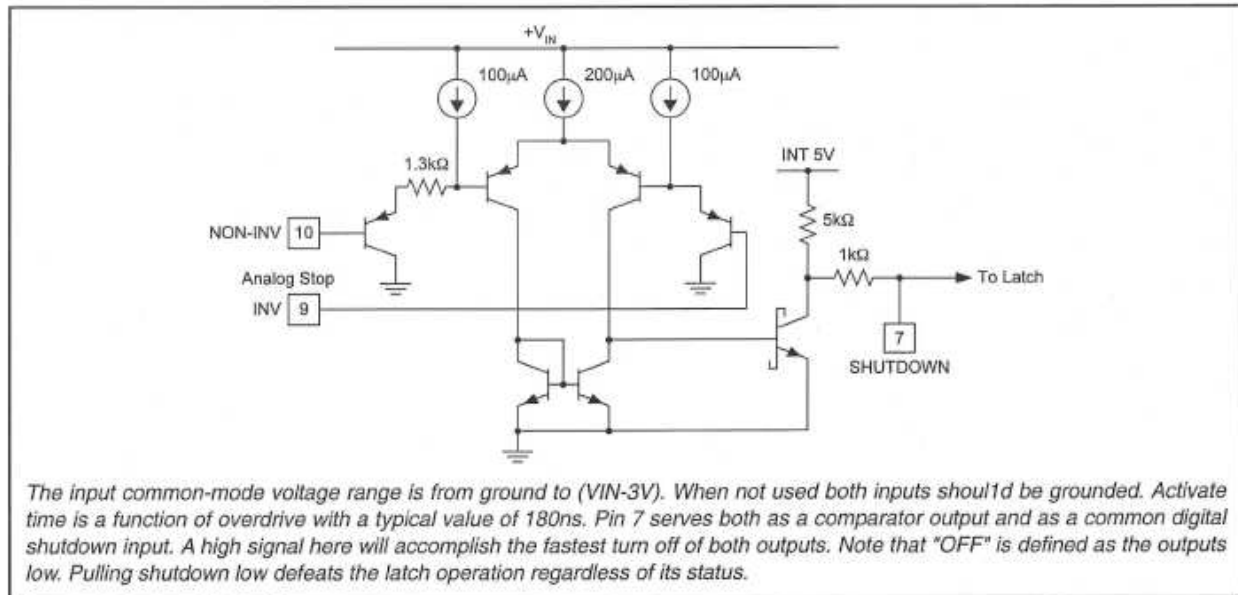 +VIN
100µA 200µA 100µA
1.3kΩ
INT 5V
5kΩ
NON-INV 10
1kΩ
To Latch
Analog Stop
INV 9
7
SHUTDOWN
The input common-mode voltage range is from ground to (VIN-3V). When not used both inputs shoul1d be grounded. Activate
time is a function of overdrive with a typical value of 180ns. Pin 7 serves both as a comparator output and as a common digital
shutdown input. A high signal here will accomplish the fastest turn off of both outputs. Note that "OFF" is defined as the outputs
low. Pulling shutdown low defeats the latch operation regardless of its status.